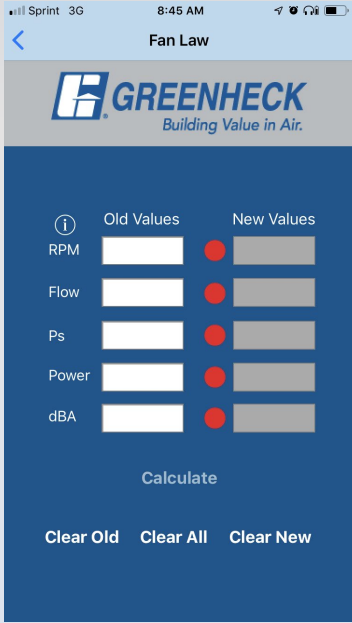 Sprint 3G 8:45 AM
Fan Law
GREENHECK
Building Value in Air.
Old Values New Values
RPM
Flow
Ps
Power
dBA
Calculate
Clear Old Clear All Clear New